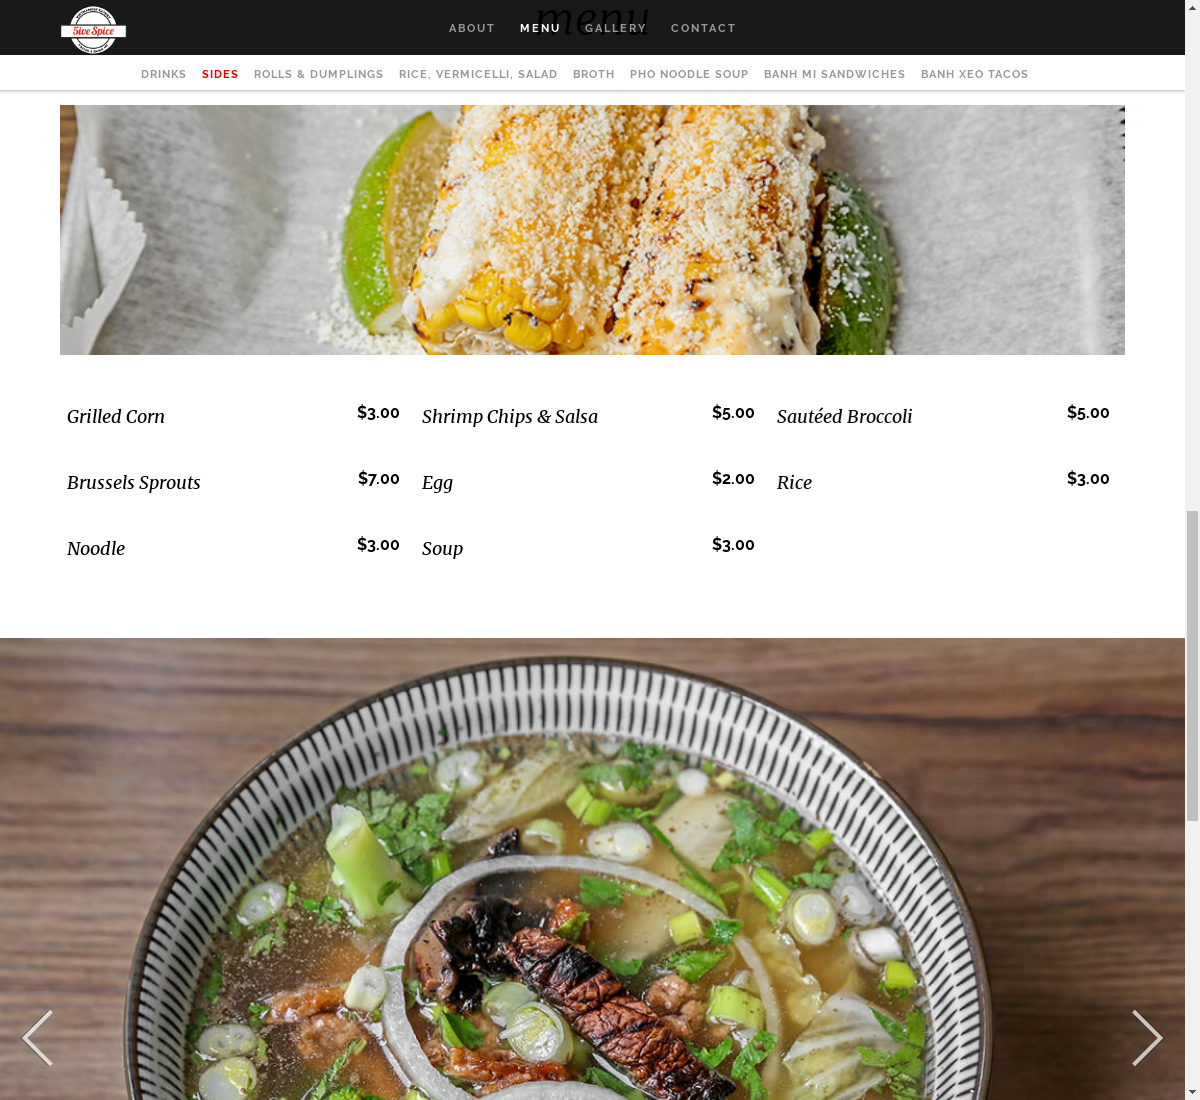 menu
5ive Spice
ABOUT MENU GALLERY CONTACT
DRINKS SIDES ROLLS & DUMPLINGS RICE, VERMICELLI, SALAD BROTH PHO NOODLE SOUP BANH MI SANDWICHES BANH XEO TACOS
Grilled Corn $3.00 Shrimp Chips & Salsa $5.00 Sautéed Broccoli $5.00
Brussels Sprouts $7.00 Egg $2.00 Rice $3.00
Noodle $3.00 Soup $3.00